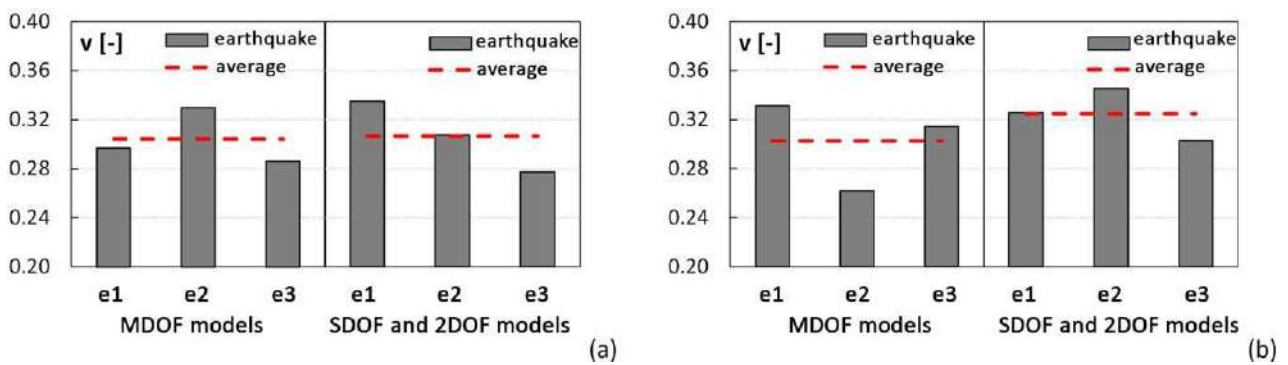 0.40
0.36
0.32
0.28
0.24
0.20
v [-]
earthquake
average
earthquake
average
e1 e2 e3 e1 e2 e3
MDOF models SDOF and 2DOF models
(a)
0.40
0.36
0.32
0.28
0.24
0.20
v [-]
earthquake
average
earthquake
average
e1 e2 e3 e1 e2 e3
MDOF models SDOF and 2DOF models
(b)